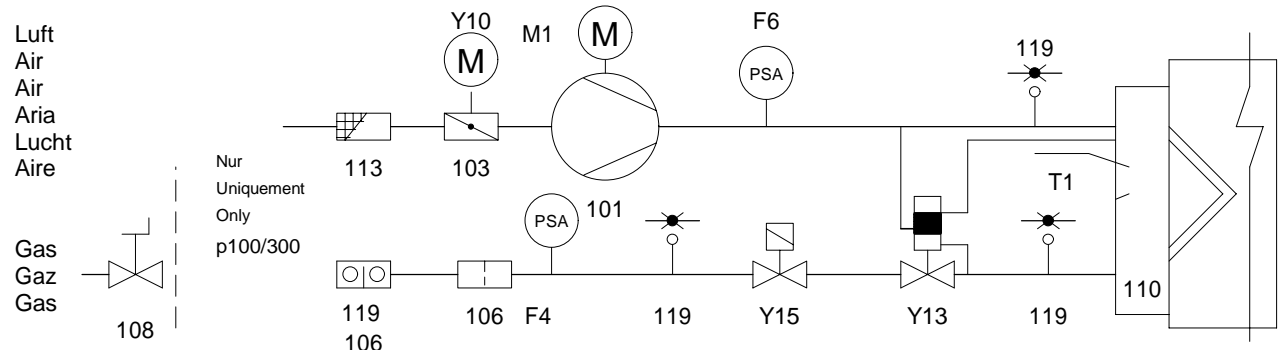 Y10
M1
M
F6
Luft
Air
Air
Aria
Lucht
Aire
M
PSA
119
113
103
101
T1
Nur
Uniquement
Only
p100/300
PSA
Gas
Gaz
Gas
108
119
106
106
F4
119
Y15
Y13
119
110